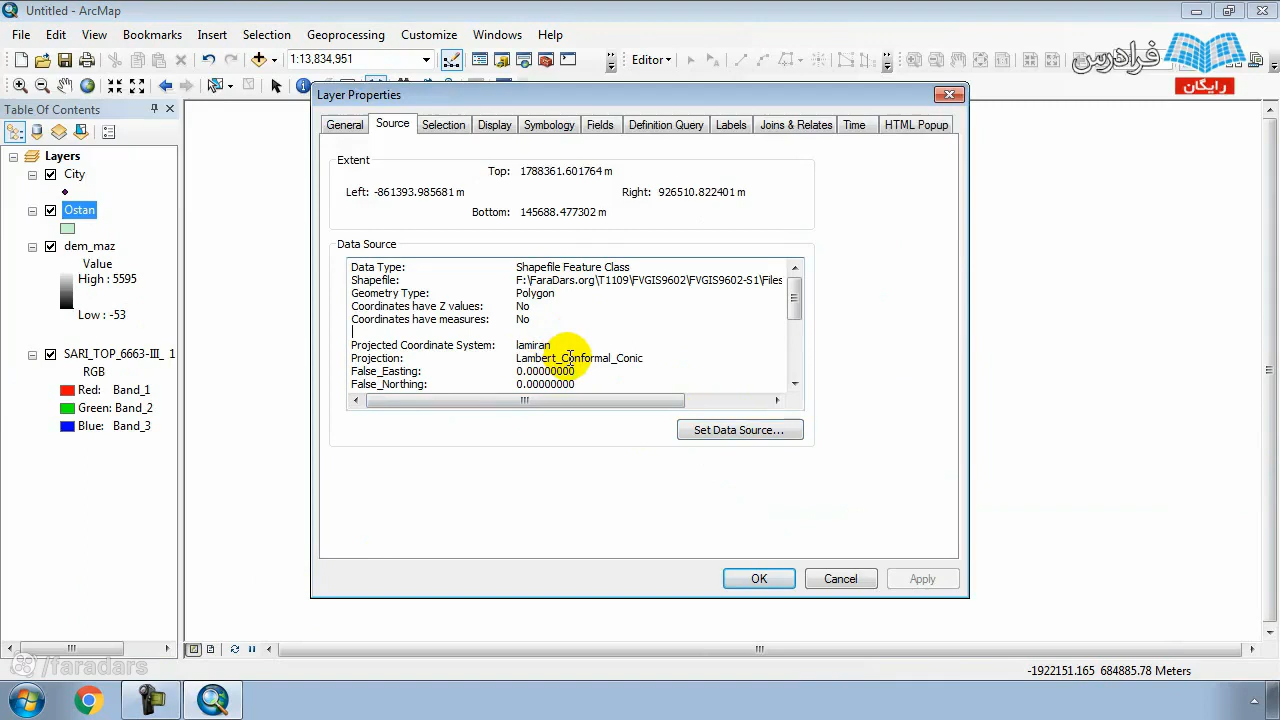 Untitled - ArcMap
File Edit View Bookmarks Insert Selection Geoprocessing Customize Windows Help
1:13,834,951
Editor
فرادرس
رایگان
Table Of Contents
Layers
City
Ostan
dem_maz
Value
High : 5595
Low : -53
SARI_TOP_6663-III_ 1
RGB
Red: Band_1
Green: Band_2
Blue: Band_3
Layer Properties
General Source Selection Display Symbology Fields Definition Query Labels Joins & Relates Time HTML Popup
Extent
Top: 1788361.601764 m
Left: -861393.985681 m Right: 926510.822401 m
Bottom: 145688.477302 m
Data Source
Data Type: Shapefile Feature Class
Shapefile: F:\FaraDars.org\T1109\FVGIS9602\FVGIS9602-S1\Files
Geometry Type: Polygon
Coordinates have Z values: No
Coordinates have measures: No
Projected Coordinate System: lamiran
Projection: Lambert_Conformal_Conic
False_Easting: 0.00000000
False_Northing: 0.00000000
Set Data Source...
OK Cancel Apply
/faradars
-1922151.165 684885.78 Meters